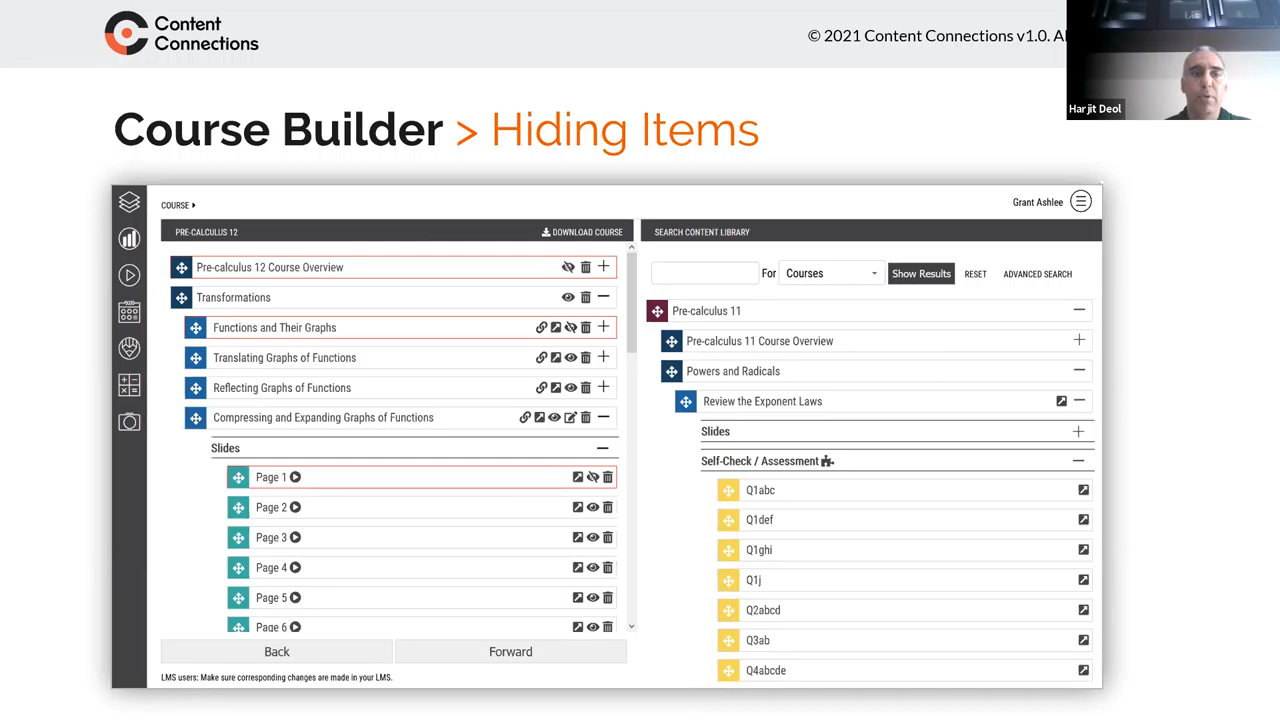 Content
Connections
© 2021 Content Connections v1.0. Al
Harjit Deol
Course Builder > Hiding Items
COURSE
Grant Ashlee
PRE-CALCULUS 12
DOWNLOAD COURSE
Pre-calculus 12 Course Overview
Transformations
Functions and Their Graphs
Translating Graphs of Functions
Reflecting Graphs of Functions
Compressing and Expanding Graphs of Functions
Slides
Page 1
Page 2
Page 3
Page 4
Page 5
Page 6
Back
Forward
LMS users: Make sure corresponding changes are made in your LMS.
SEARCH CONTENT LIBRARY
For
Courses
Show Results
RESET
ADVANCED SEARCH
Pre-calculus 11
Pre-calculus 11 Course Overview
Powers and Radicals
Review the Exponent Laws
Slides
Self-Check / Assessment
Q1abc
Q1def
Q1ghi
Q1j
Q2abcd
Q3ab
Q4abcde